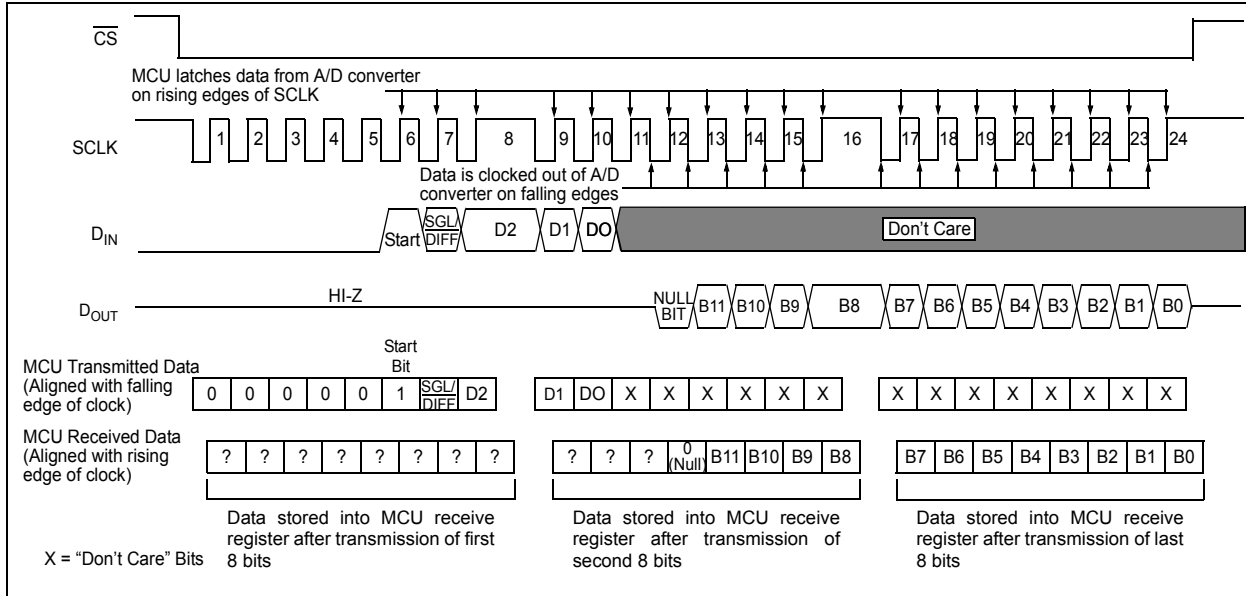 CS
MCU latches data from A/D converter
on rising edges of SCLK
SCLK
1 2 3 4 5 6 7 8 9 10 11 12 13 14 15 16 17 18 19 20 21 22 23 24
Data is clocked out of A/D
converter on falling edges
DIN
Start SGL/DIFF D2 D1 DO Don't Care
DOUT
HI-Z
NULL BIT B11 B10 B9 B8 B7 B6 B5 B4 B3 B2 B1 B0
Start
Bit
MCU Transmitted Data
(Aligned with falling
edge of clock)
0 0 0 0 0 1 SGL/DIFF D2 D1 DO X X X X X X X X X X X X X X
MCU Received Data
(Aligned with rising
edge of clock)
? ? ? ? ? ? ? ? ? ? ? 0 (Null) B11 B10 B9 B8 B7 B6 B5 B4 B3 B2 B1 B0
Data stored into MCU receive
register after transmission of first
8 bits
Data stored into MCU receive
register after transmission of
second 8 bits
Data stored into MCU receive
register after transmission of last
8 bits
X = “Don’t Care” Bits